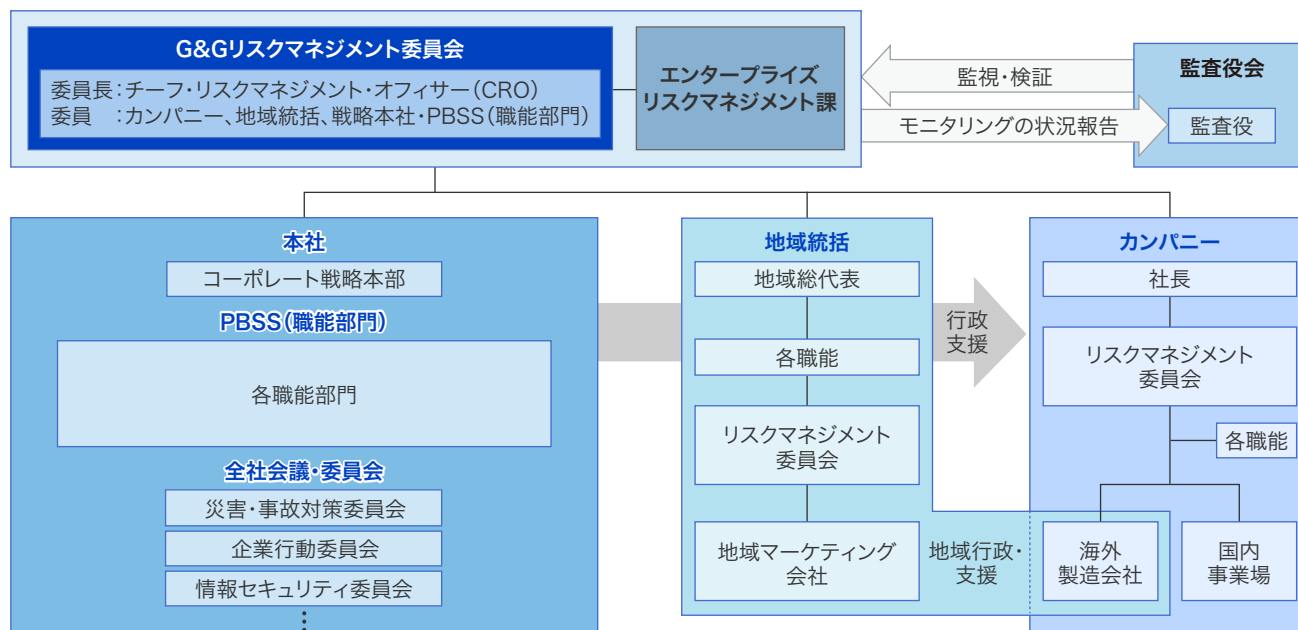 G&Gリスクマネジメント委員会
委員長:チーフ・リスクマネジメント・オフィサー(CRO)
委員　:カンパニー、地域統括、戦略本社・PBSS(職能部門)
エンタープライズ
リスクマネジメント課
監視・検証
モニタリングの状況報告
監査役会
監査役
本社
コーポレート戦略本部
PBSS(職能部門)
各職能部門
全社会議・委員会
災害・事故対策委員会
企業行動委員会
情報セキュリティ委員会
⋮
地域統括
地域総代表
各職能
リスクマネジメント
委員会
地域マーケティング
会社
行政
支援
地域行政・
支援
カンパニー
社長
リスクマネジメント
委員会
各職能
海外
製造会社
国内
事業場